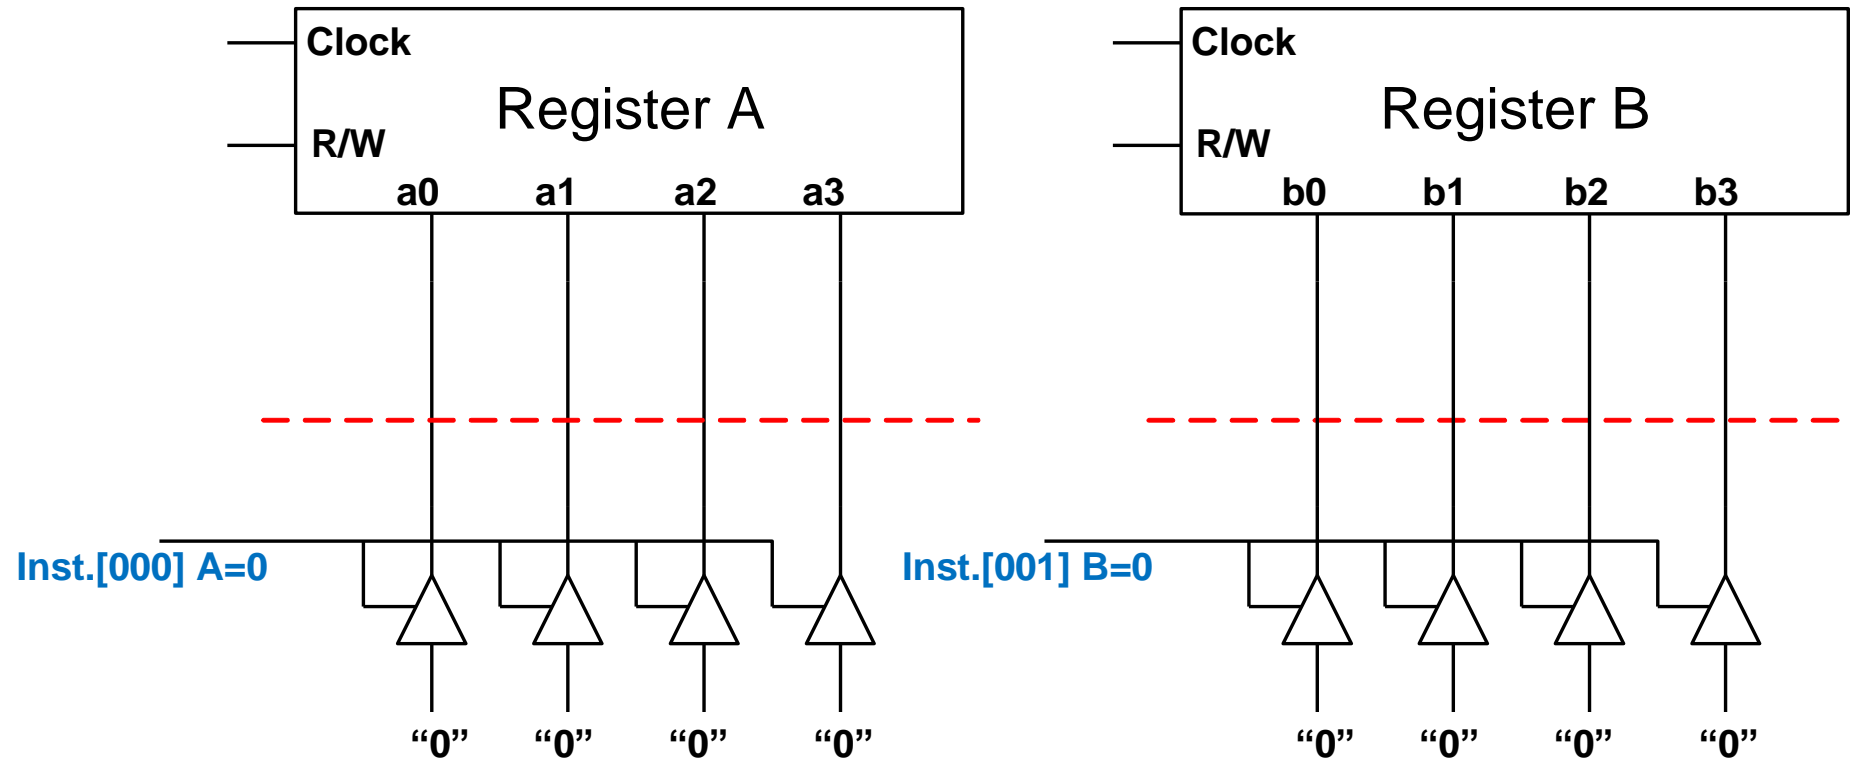 Clock
Register A
R/W
a0 a1 a2 a3
Inst.[000] A=0
“0” “0” “0” “0”
Clock
Register B
R/W
b0 b1 b2 b3
Inst.[001] B=0
“0” “0” “0” “0”